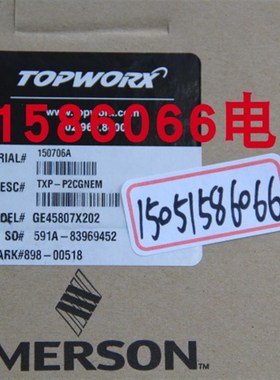 TOPWORX
1586066电
ERIAL# 150706A
ESC# TXP-P2CGNEM
DEL# GE45807X202
SO# 591A-83969452
ARK#898-00518
15051586066
MERSON